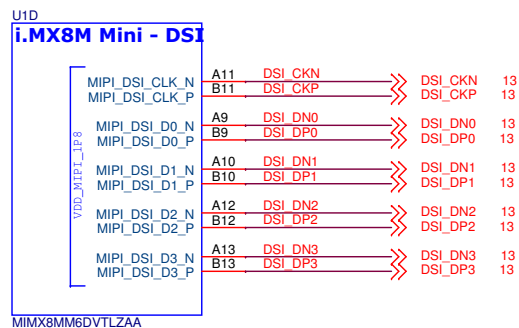 U1D
i.MX8M Mini - DSI
VDD_MIPI_1P8
MIPI_DSI_CLK_N A11 DSI_CKN DSI_CKN 13
MIPI_DSI_CLK_P B11 DSI_CKP DSI_CKP 13
MIPI_DSI_D0_N A9 DSI_DN0 DSI_DN0 13
MIPI_DSI_D0_P B9 DSI_DP0 DSI_DP0 13
MIPI_DSI_D1_N A10 DSI_DN1 DSI_DN1 13
MIPI_DSI_D1_P B10 DSI_DP1 DSI_DP1 13
MIPI_DSI_D2_N A12 DSI_DN2 DSI_DN2 13
MIPI_DSI_D2_P B12 DSI_DP2 DSI_DP2 13
MIPI_DSI_D3_N A13 DSI_DN3 DSI_DN3 13
MIPI_DSI_D3_P B13 DSI_DP3 DSI_DP3 13
MIMX8MM6DVTLZAA